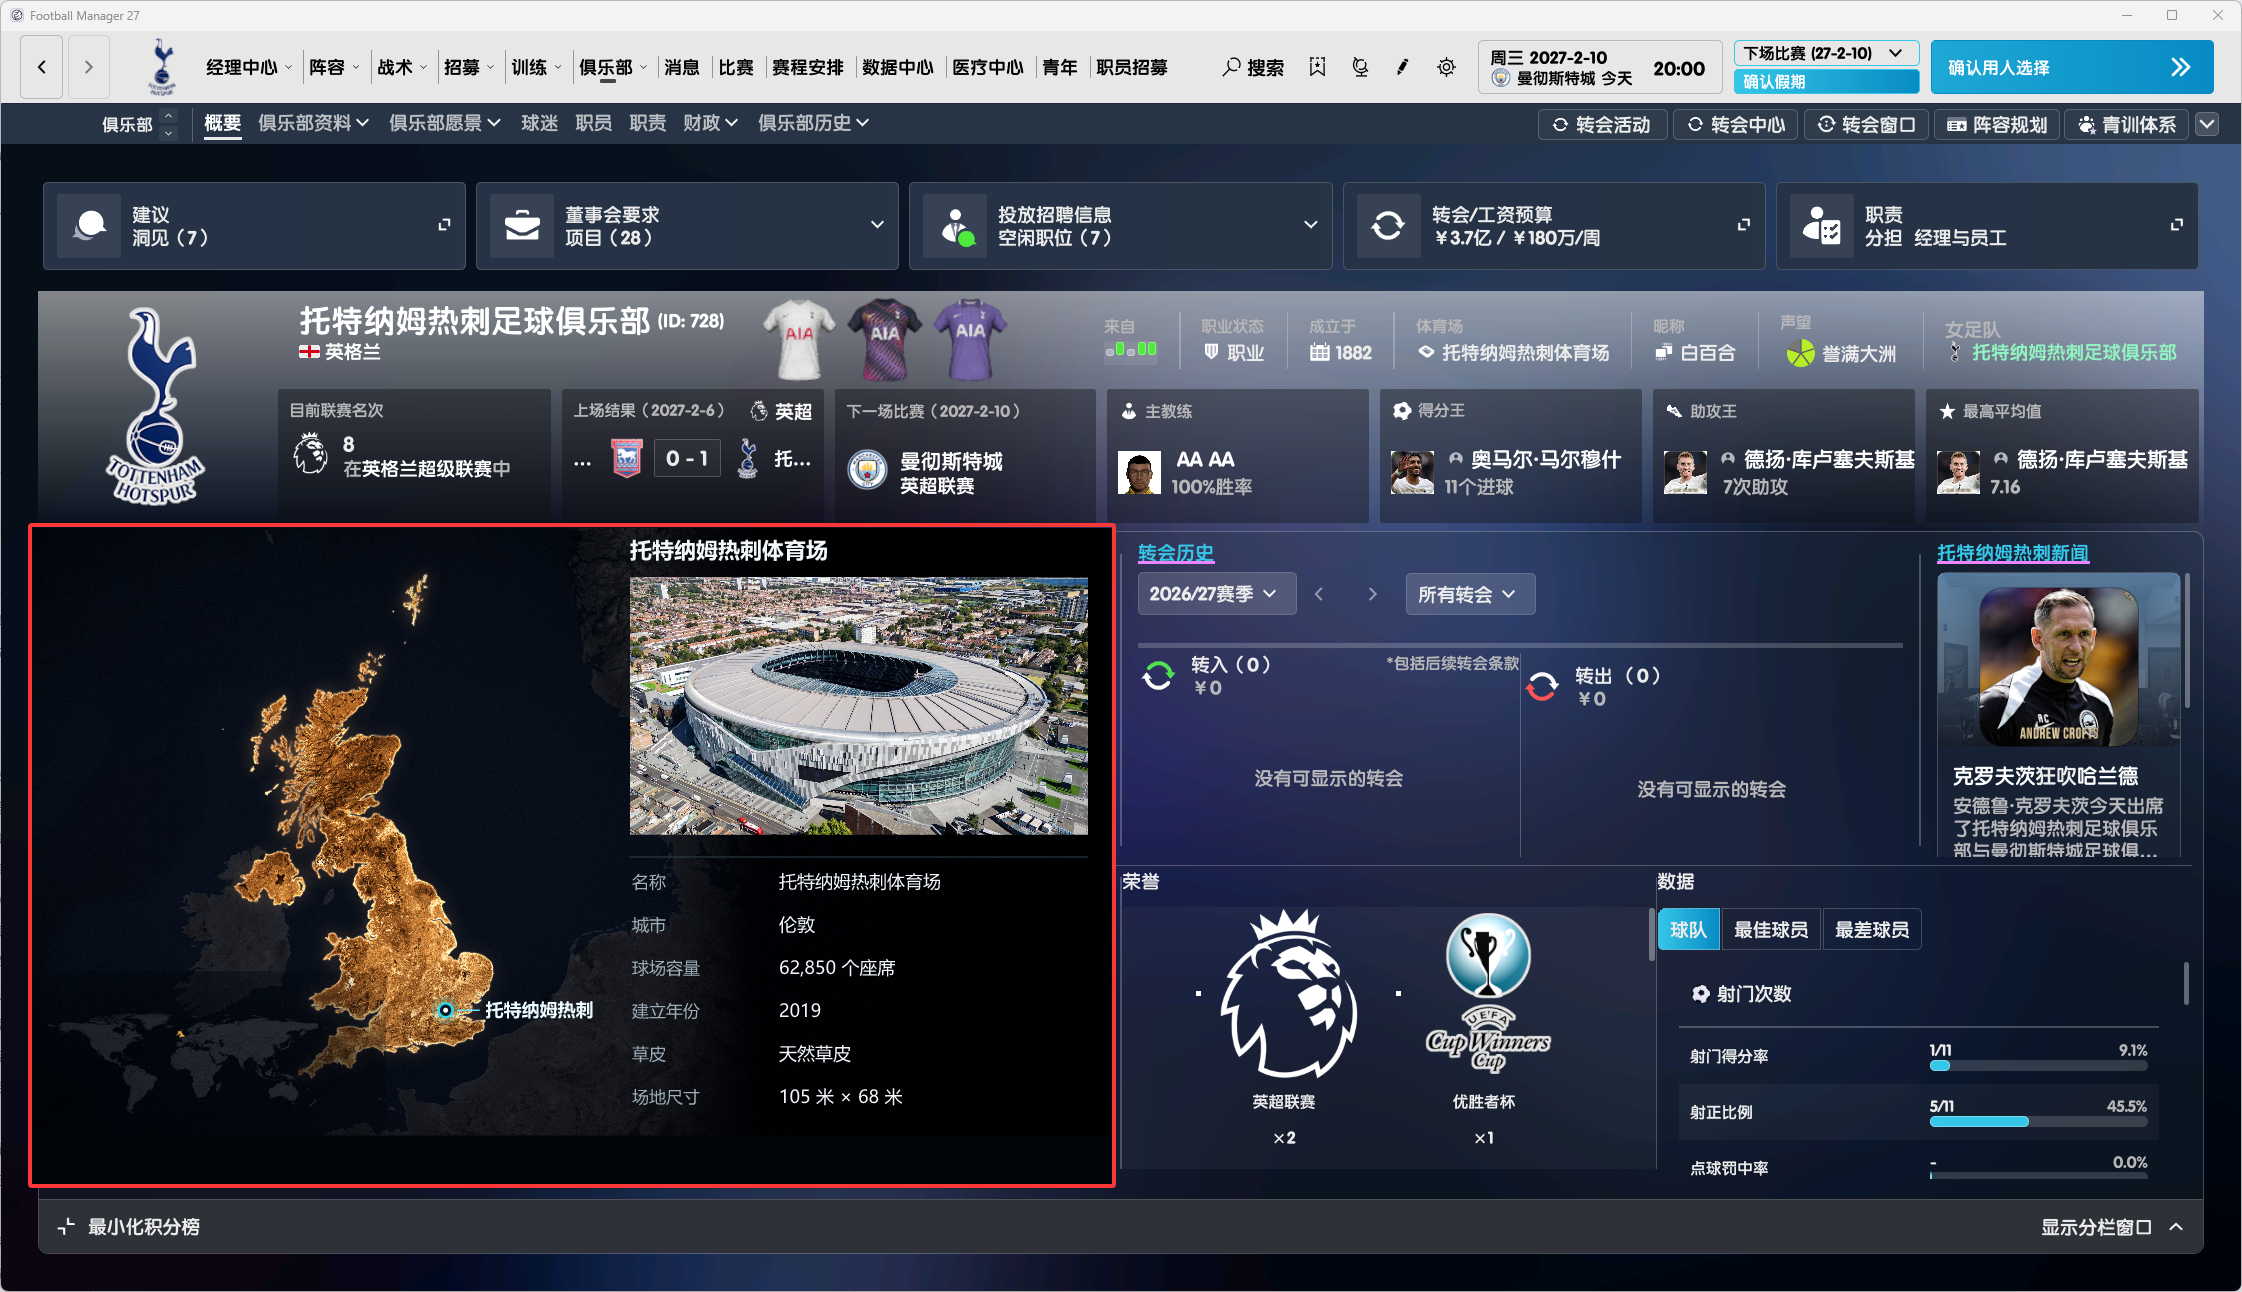 Football Manager 27
经理中心
阵容
战术
招募
训练
俱乐部
消息
比赛
赛程安排
数据中心
医疗中心
青年
职员招募
搜索
周三 2027-2-10
曼彻斯特城 今天
20:00
下场比赛 (27-2-10)
确认假期
确认用人选择
俱乐部
概要
俱乐部资料
俱乐部愿景
球迷
职员
职责
财政
俱乐部历史
转会活动
转会中心
转会窗口
阵容规划
青训体系
建议
洞见（7）
董事会要求
项目（28）
投放招聘信息
空闲职位（7）
转会/工资预算
¥3.7亿 / ¥180万/周
职责
分担 经理与员工
托特纳姆热刺足球俱乐部 (ID: 728)
英格兰
AIA
AIA
AIA
来自
职业状态
职业
成立于
1882
体育场
托特纳姆热刺体育场
昵称
白百合
声望
誉满大洲
女足队
托特纳姆热刺足球俱乐部
TOTTENHAM
HOTSPUR
目前联赛名次
8
在英格兰超级联赛中
上场结果（2027-2-6）
英超
...
0 - 1
托...
下一场比赛（2027-2-10）
曼彻斯特城
英超联赛
主教练
AA AA
100%胜率
得分王
奥马尔·马尔穆什
11个进球
助攻王
德扬·库卢塞夫斯基
7次助攻
最高平均值
德扬·库卢塞夫斯基
7.16
托特纳姆热刺体育场
托特纳姆热刺
名称
托特纳姆热刺体育场
城市
伦敦
球场容量
62,850 个座席
建立年份
2019
草皮
天然草皮
场地尺寸
105 米 × 68 米
转会历史
2026/27赛季
所有转会
转入（0）
¥0
*包括后续转会条款
没有可显示的转会
转出（0）
¥0
没有可显示的转会
托特纳姆热刺新闻
R.C
ANDREW CROFTS
克罗夫茨狂吹哈兰德
安德鲁·克罗夫茨今天出席
了托特纳姆热刺足球俱乐
部与曼彻斯特城足球俱...
荣誉
英超联赛
×2
UEFA
Cup Winners
Cup
优胜者杯
×1
数据
球队
最佳球员
最差球员
射门次数
射门得分率
1/11
9.1%
射正比例
5/11
45.5%
点球罚中率
-
0.0%
最小化积分榜
显示分栏窗口